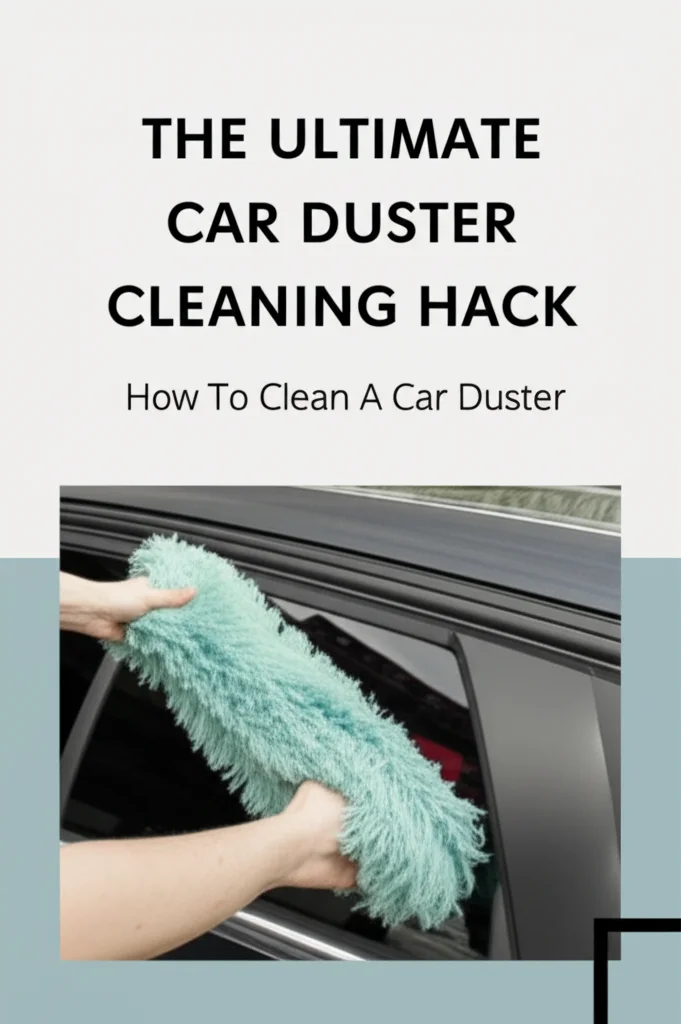 THE ULTIMATE
CAR DUSTER
CLEANING HACK
How To Clean A Car Duster